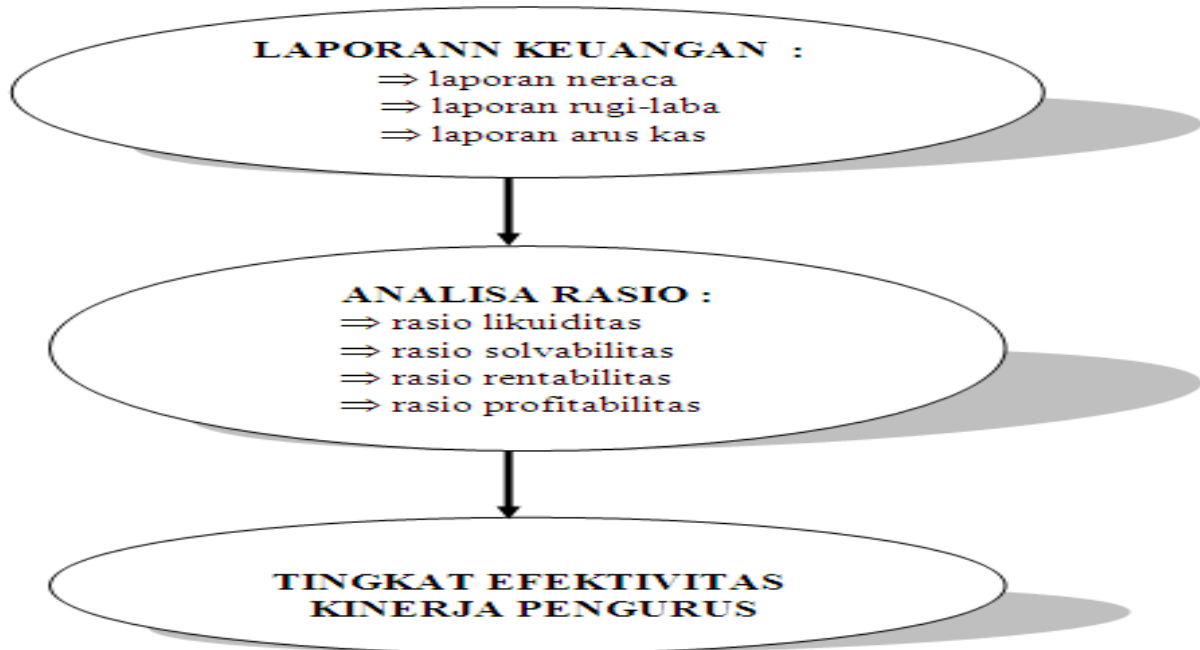 LAPORANN KEUANGAN :
⇒ laporan neraca
⇒ laporan rugi-laba
⇒ laporan arus kas
ANALISA RASIO :
⇒ rasio likuiditas
⇒ rasio solvabilitas
⇒ rasio rentabilitas
⇒ rasio profitabilitas
TINGKAT EFEKTIVITAS
KINERJA PENGURUS